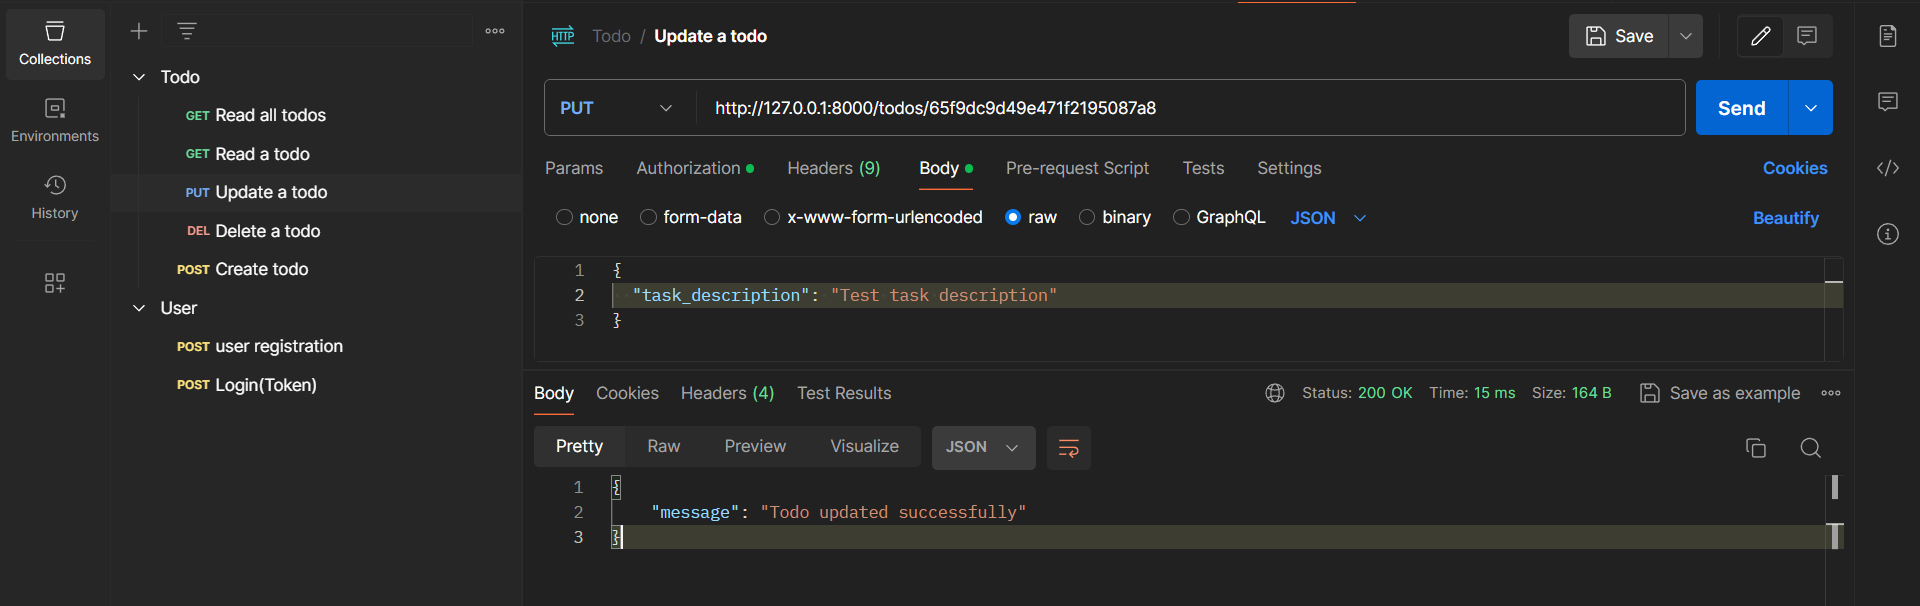 Collections
Environments
History
Todo
GET Read all todos
GET Read a todo
PUT Update a todo
DEL Delete a todo
POST Create todo
User
POST user registration
POST Login(Token)
HTTP Todo / Update a todo
Save
PUT http://127.0.0.1:8000/todos/65f9dc9d49e471f2195087a8 Send
Params Authorization Headers (9) Body Pre-request Script Tests Settings Cookies
none form-data x-www-form-urlencoded raw binary GraphQL JSON Beautify
1 {
2 "task_description": "Test task description"
3 }
Body Cookies Headers (4) Test Results Status: 200 OK Time: 15 ms Size: 164 B Save as example
Pretty Raw Preview Visualize JSON
1 {
2 "message": "Todo updated successfully"
3 }